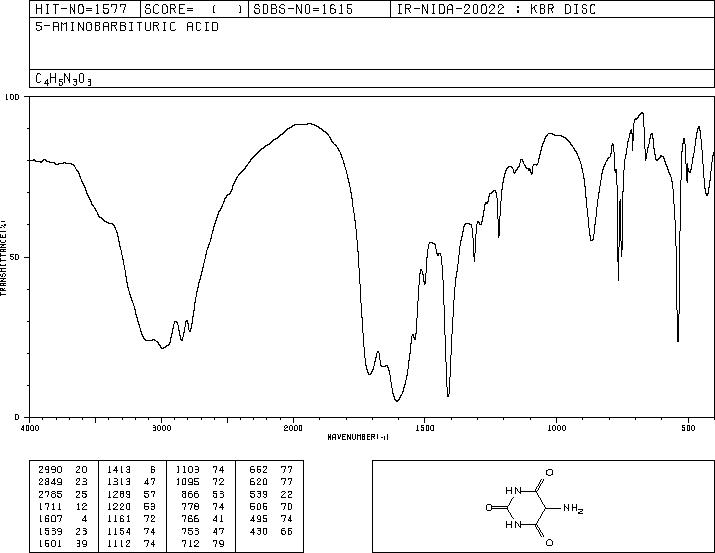 HIT-NO=1577 SCORE= ( ) SDBS-NO=1615 IR-NIDA-20022 : KBR DISC
5-AMINOBARBITURIC ACID
C4H5N3O3
100
TRANSMITTANCE(%)
50
0
4000 3000 2000 1500 1000 500
WAVENUMBER(-1)
2990 20 1413 6 1103 74 662 77
2849 23 1313 47 1095 72 620 77
2785 25 1289 57 866 53 539 22
1711 12 1220 53 778 74 506 70
1607 4 1161 72 766 41 495 74
1539 23 1154 74 753 47 430 66
1501 39 1112 74 712 79
O
HN
O
NH2
HN
O